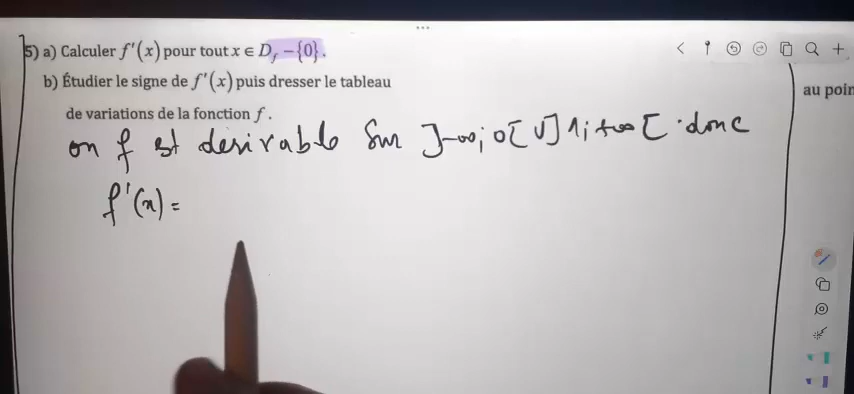 5) a) Calculer f'(x) pour tout x ∈ D_f −{0}.
b) Étudier le signe de f'(x) puis dresser le tableau
de variations de la fonction f.
au poin
on f est dérivable sur ]-∞; 0[ U ]1; +∞[ . donc
f'(x) =